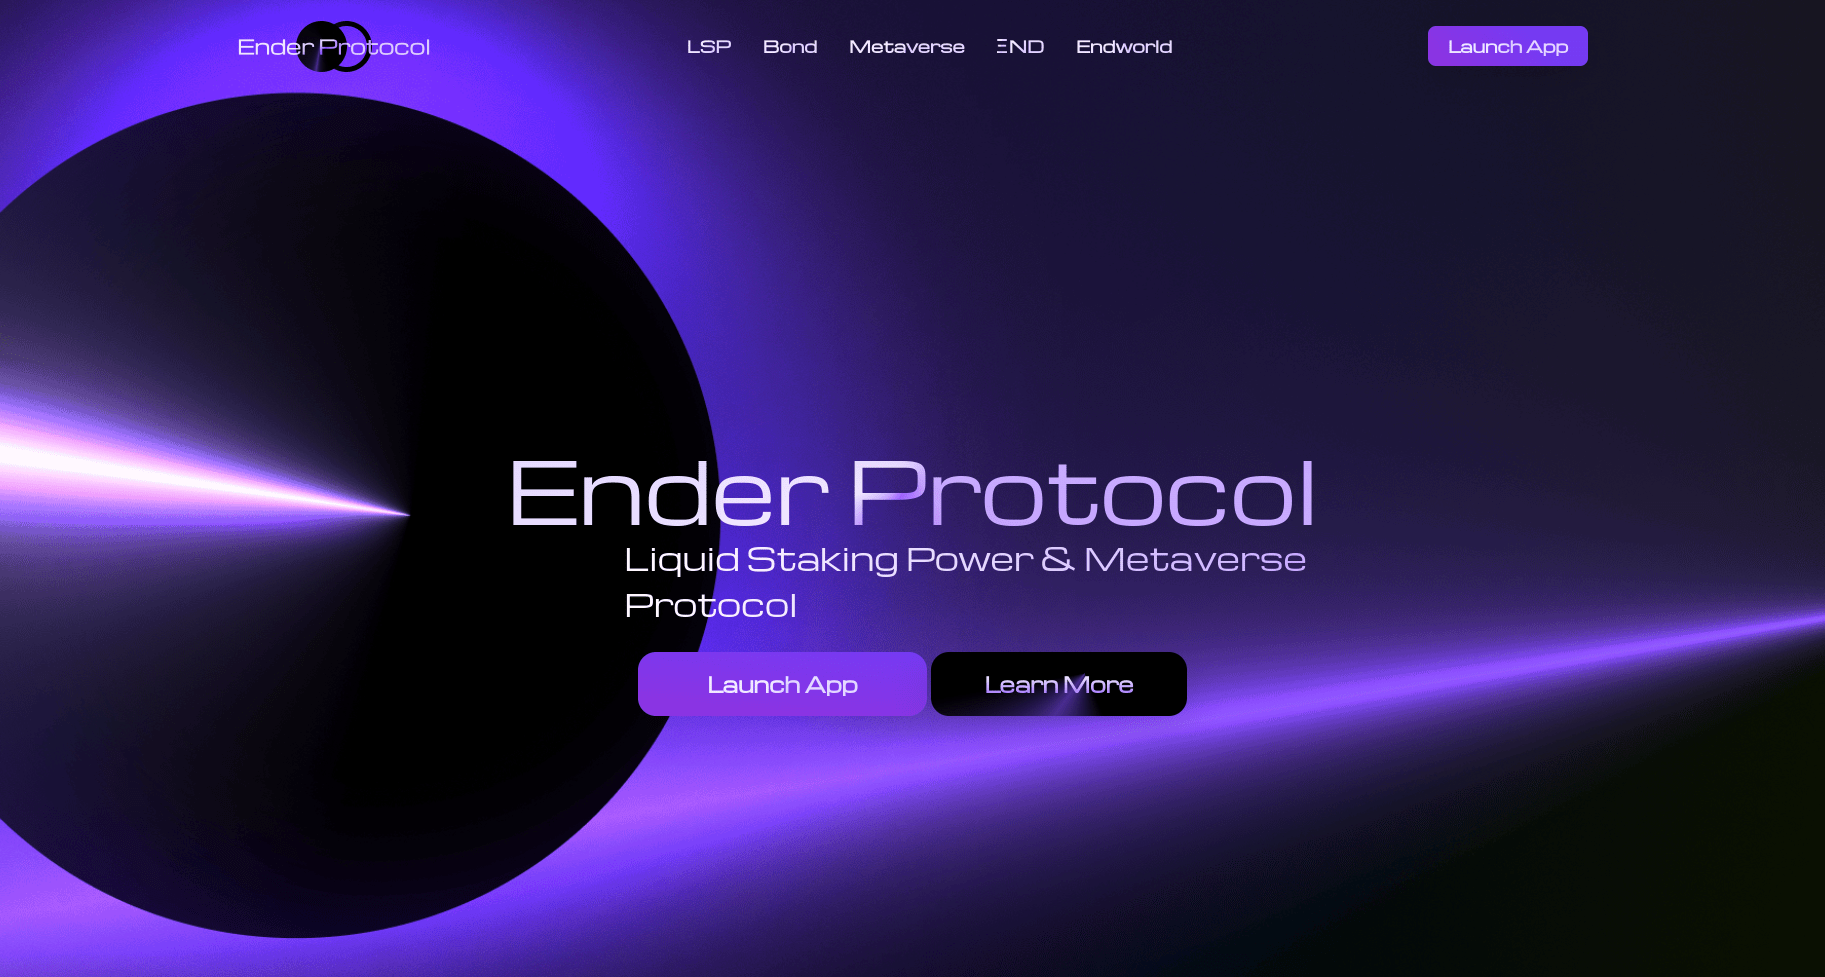 Ender Protocol
LSP
Bond
Metaverse
ΞND
Endworld
Launch App
Ender Protocol
Liquid Staking Power & Metaverse
Protocol
Launch App
Learn More